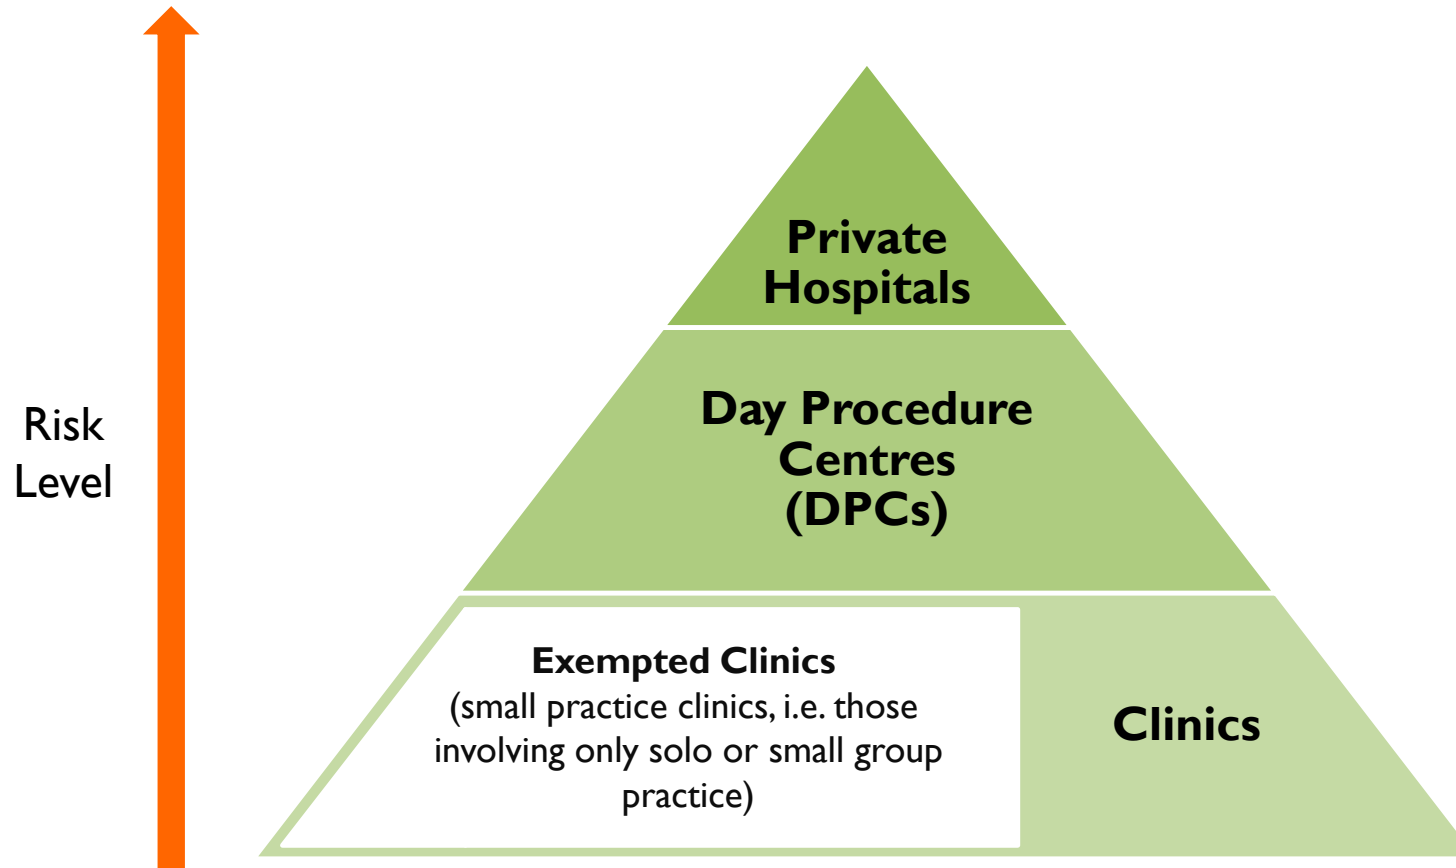 Risk
Level
Private
Hospitals
Day Procedure
Centres
(DPCs)
Exempted Clinics
(small practice clinics, i.e. those
involving only solo or small group
practice)
Clinics